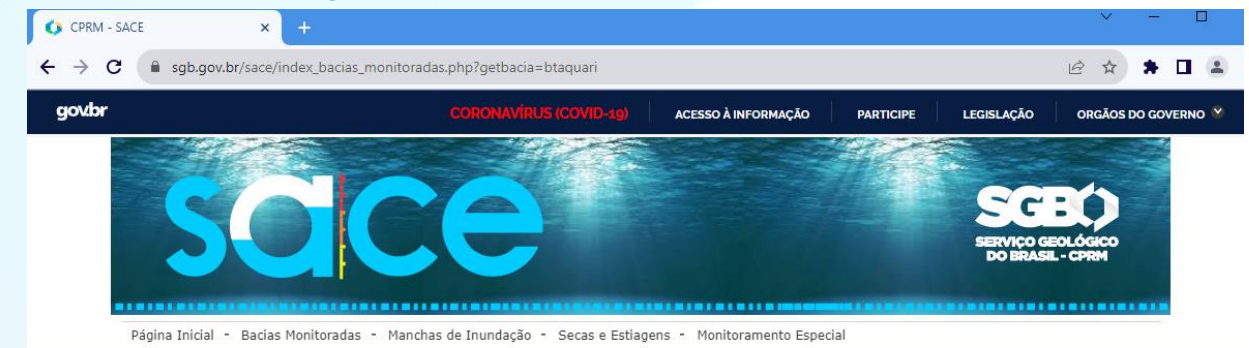 CPRM - SACE
sgb.gov.br/sace/index_bacias_monitoradas.php?getbacia=btaquari
gov.br CORONAVÍRUS (COVID-19) ACESSO À INFORMAÇÃO PARTICIPE LEGISLAÇÃO ORGÃOS DO GOVERNO
sace
SGB
SERVIÇO GEOLÓGICO
DO BRASIL - CPRM
Página Inicial - Bacias Monitoradas - Manchas de Inundação - Secas e Estiagens - Monitoramento Especial